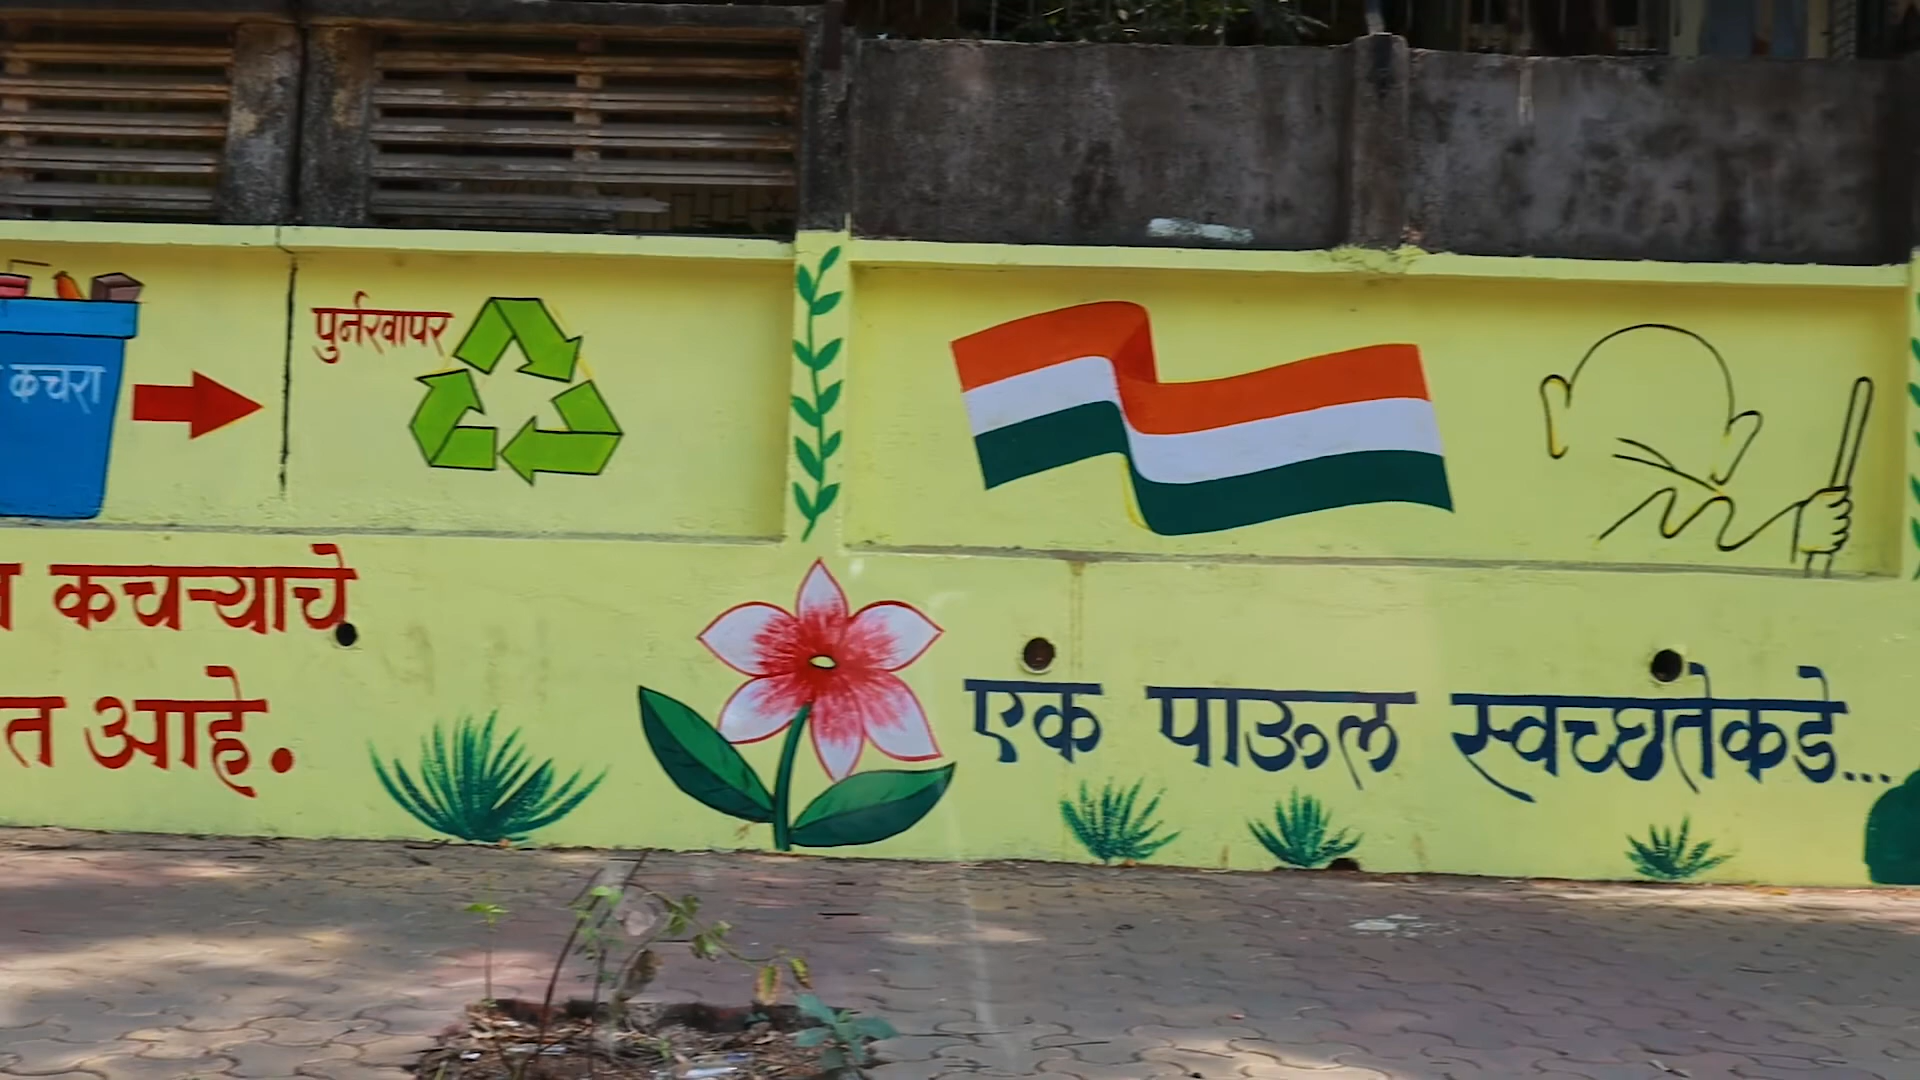 कचरा
पुर्नरवापर
कचऱ्याचे
त आहे.
एक पाऊल स्वच्छतेकडे...